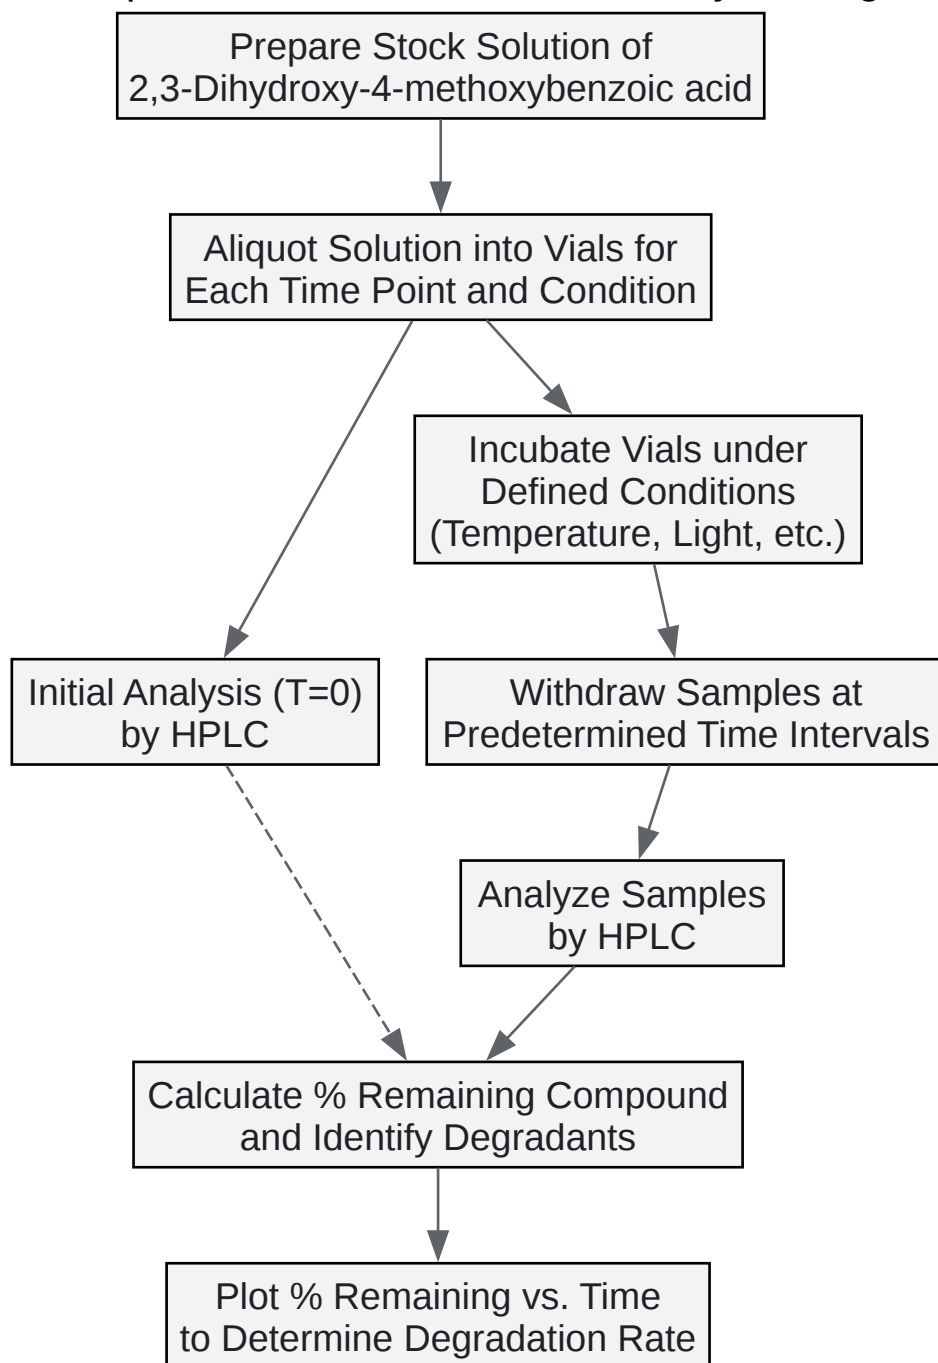 Prepare Stock Solution of
2,3-Dihydroxy-4-methoxybenzoic acid
Aliquot Solution into Vials for
Each Time Point and Condition
Incubate Vials under
Defined Conditions
(Temperature, Light, etc.)
Initial Analysis (T=0)
by HPLC
Withdraw Samples at
Predetermined Time Intervals
Analyze Samples
by HPLC
Calculate % Remaining Compound
and Identify Degradants
Plot % Remaining vs. Time
to Determine Degradation Rate